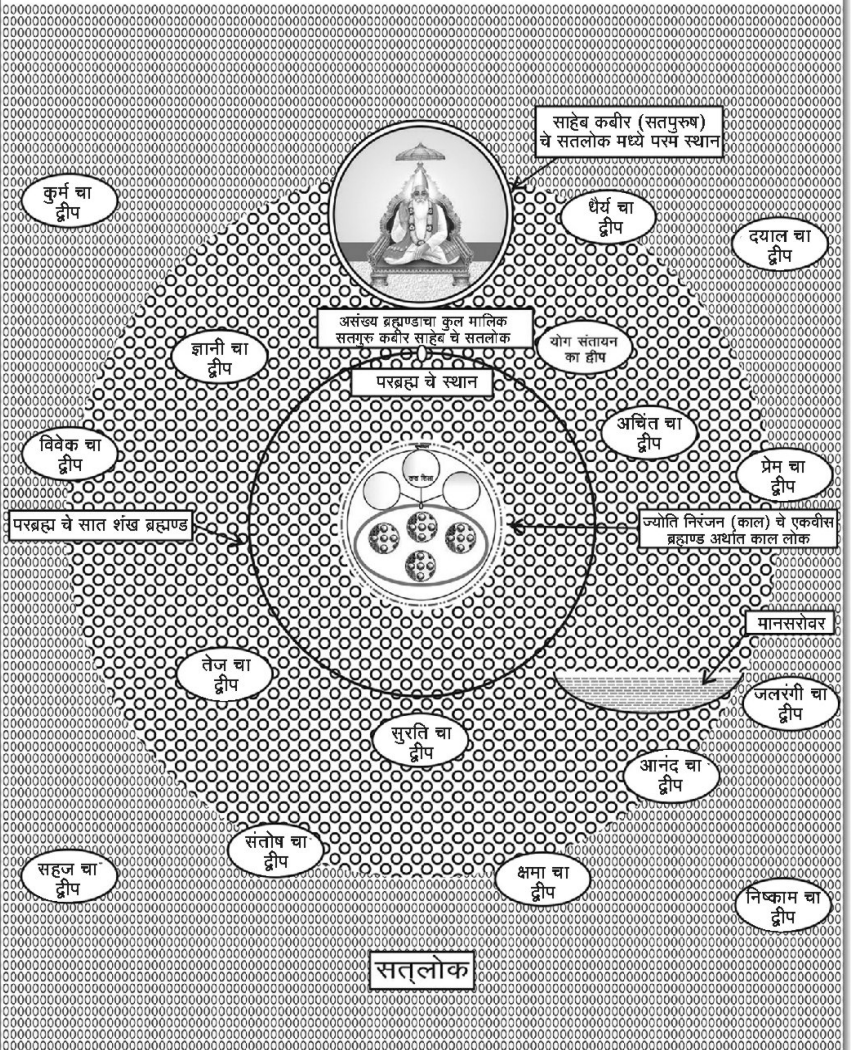 साहेब कबीर (सतपुरुष)
चे सतलोक मध्ये परम स्थान
कुर्म चा
द्वीप
धैर्य चा
द्वीप
दयाल चा
द्वीप
असंख्य ब्रह्मण्डाचा कुल मालिक
सतगुरु कबीर साहेब चे सतलोक
ज्ञानी चा
द्वीप
योग संतायन
का द्वीप
परब्रह्म चे स्थान
अचिंत चा
द्वीप
विवेक चा
द्वीप
प्रेम चा
द्वीप
परब्रह्म चे सात शंख ब्रह्मण्ड
ज्योति निरंजन (काल) चे एकवीस
ब्रह्मण्ड अर्थात काल लोक
मानसरोवर
तेज चा
द्वीप
जलरंगी चा
द्वीप
सुरति चा
द्वीप
आनंद चा
द्वीप
संतोष चा
द्वीप
सहज चा
द्वीप
क्षमा चा
द्वीप
निष्काम चा
द्वीप
सत्लोक